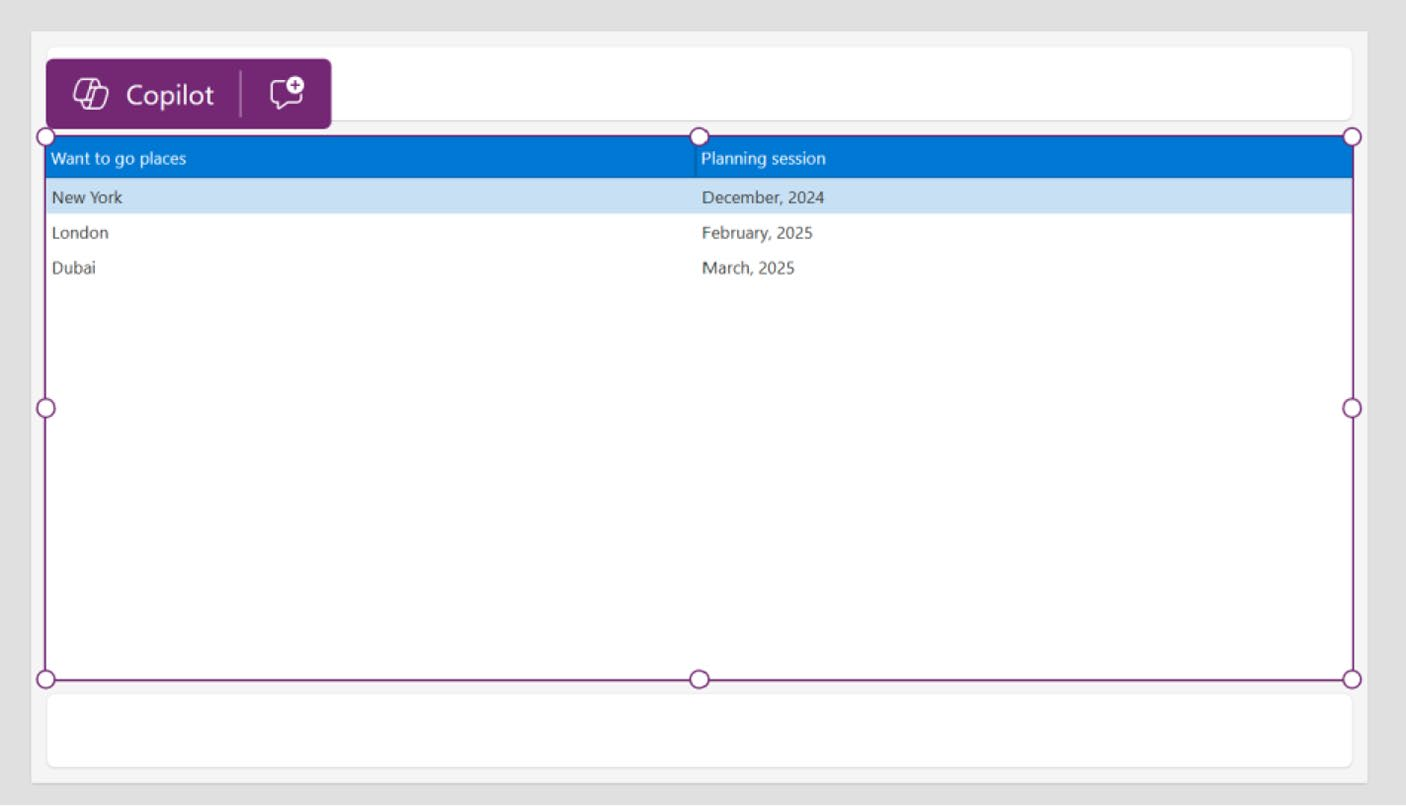 Copilot
Want to go places Planning session
New York December, 2024
London February, 2025
Dubai March, 2025